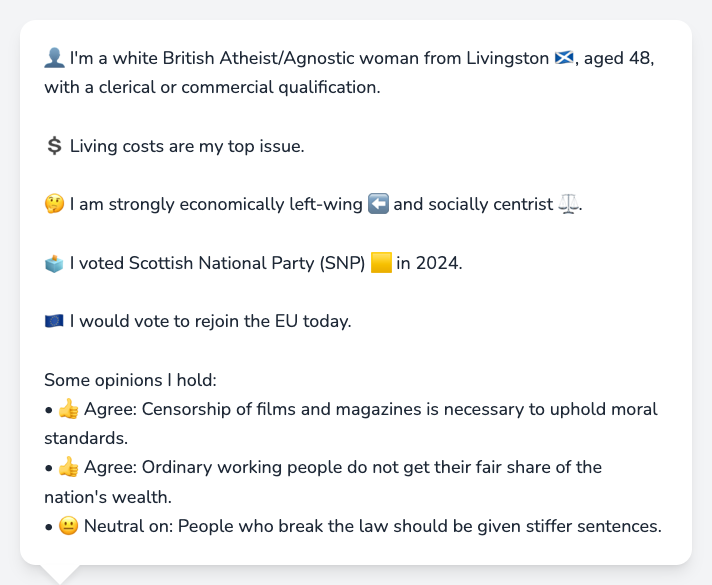 👤 I'm a white British Atheist/Agnostic woman from Livingston 🏴󠁧󠁢󠁳󠁣󠁴󠁿, aged 48,
with a clerical or commercial qualification.
💲 Living costs are my top issue.
🤔 I am strongly economically left-wing ⬅️ and socially centrist ⚖️.
🗳️ I voted Scottish National Party (SNP) 🟨 in 2024.
🇪🇺 I would vote to rejoin the EU today.
Some opinions I hold:
• 👍 Agree: Censorship of films and magazines is necessary to uphold moral
standards.
• 👍 Agree: Ordinary working people do not get their fair share of the
nation's wealth.
• 😐 Neutral on: People who break the law should be given stiffer sentences.